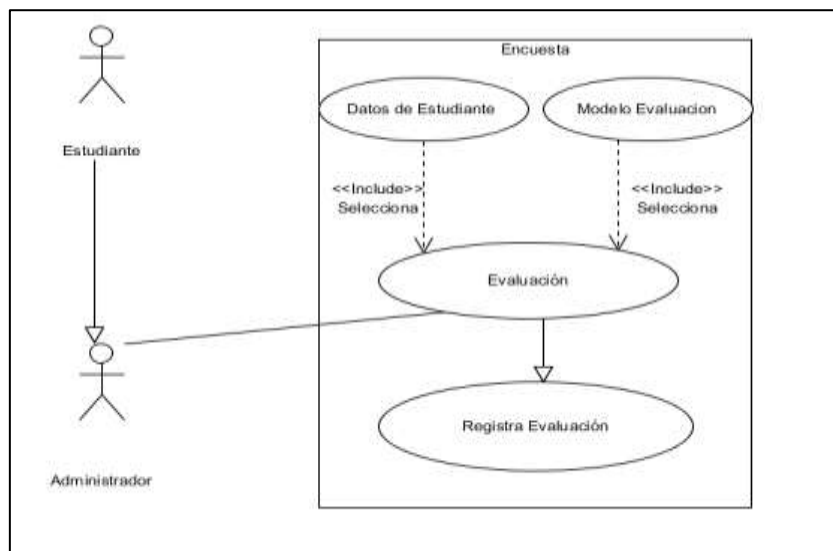 Encuesta
Datos de Estudiante
Modelo Evaluacion
Estudiante
<<Include>>
Selecciona
<<Include>>
Selecciona
Evaluación
Registra Evaluación
Administrador